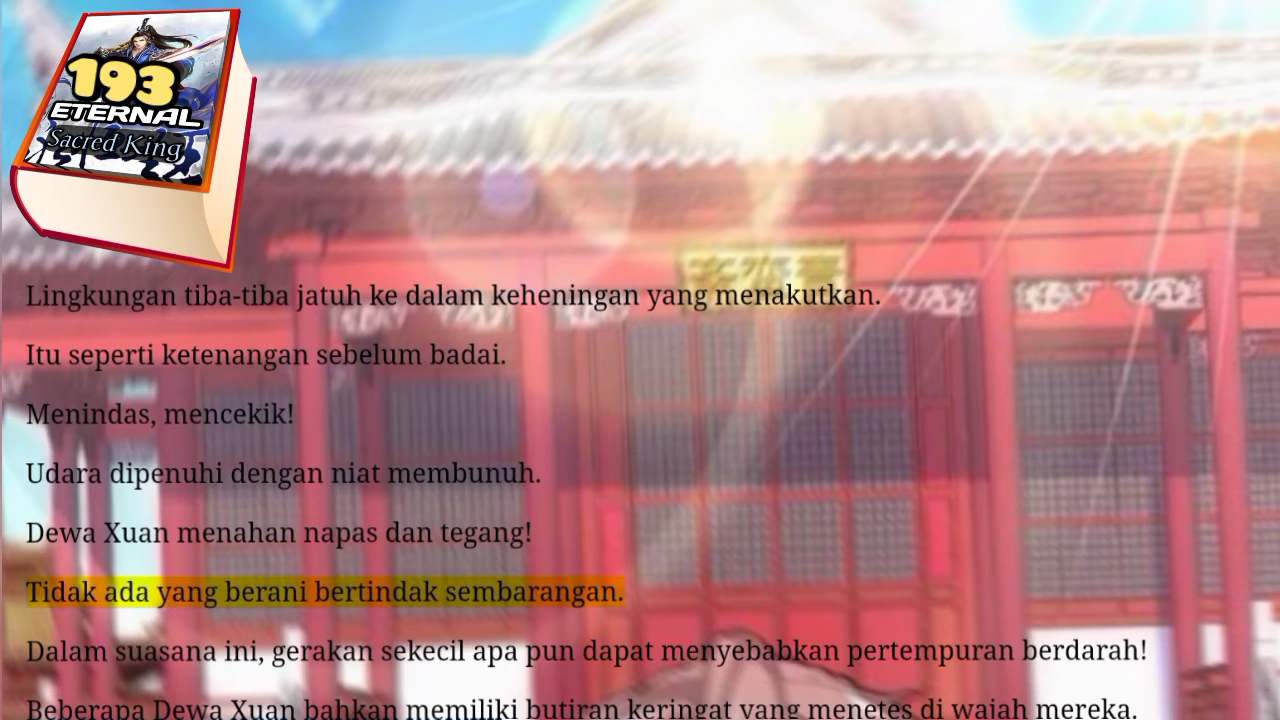 193
ETERNAL
Sacred King
Lingkungan tiba-tiba jatuh ke dalam keheningan yang menakutkan.
Itu seperti ketenangan sebelum badai.
Menindas, mencekik!
Udara dipenuhi dengan niat membunuh.
Dewa Xuan menahan napas dan tegang!
Tidak ada yang berani bertindak sembarangan.
Dalam suasana ini, gerakan sekecil apa pun dapat menyebabkan pertempuran berdarah!
Beberapa Dewa Xuan bahkan memiliki butiran keringat yang menetes di wajah mereka.